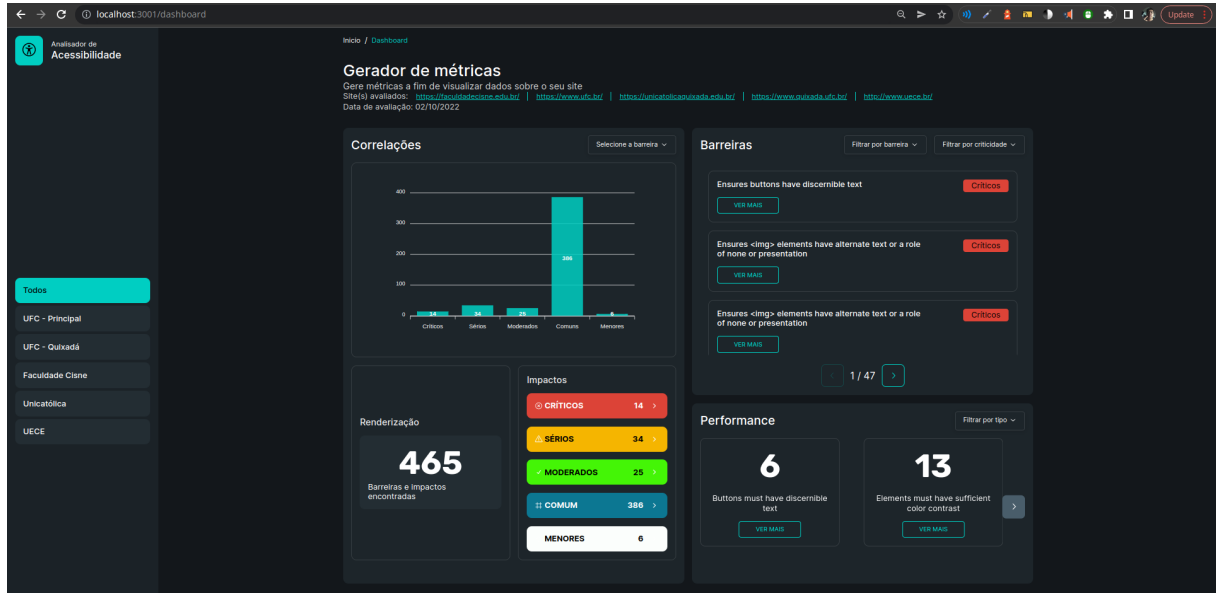 localhost:3001/dashboard
Update
Analisador de
Acessibilidade
Todos
UFC - Principal
UFC - Quixadá
Faculdade Cisne
Unicatólica
UECE
Início / Dashboard
Gerador de métricas
Gere métricas a fim de visualizar dados sobre o seu site
Site(s) avaliados: https://faculdadecisne.edu.br/ | https://www.ufc.br/ | https://unicatolicaquixada.edu.br/ | https://www.quixada.ufc.br/ | http://www.uece.br/
Data de avaliação: 02/10/2022
Correlações
Selecione a barreira
400
300
200
100
0
14
34
25
386
6
Críticos
Sérios
Moderados
Comuns
Menores
Renderização
465
Barreiras e impactos
encontradas
Impactos
CRÍTICOS 14
SÉRIOS 34
MODERADOS 25
COMUM 386
MENORES 6
Barreiras
Filtrar por barreira
Filtrar por criticidade
Ensures buttons have discernible text
Críticos
VER MAIS
Ensures <img> elements have alternate text or a role
of none or presentation
Críticos
VER MAIS
Ensures <img> elements have alternate text or a role
of none or presentation
Críticos
VER MAIS
< 1 / 47 >
Performance
Filtrar por tipo
6
Buttons must have discernible
text
VER MAIS
13
Elements must have sufficient
color contrast
VER MAIS